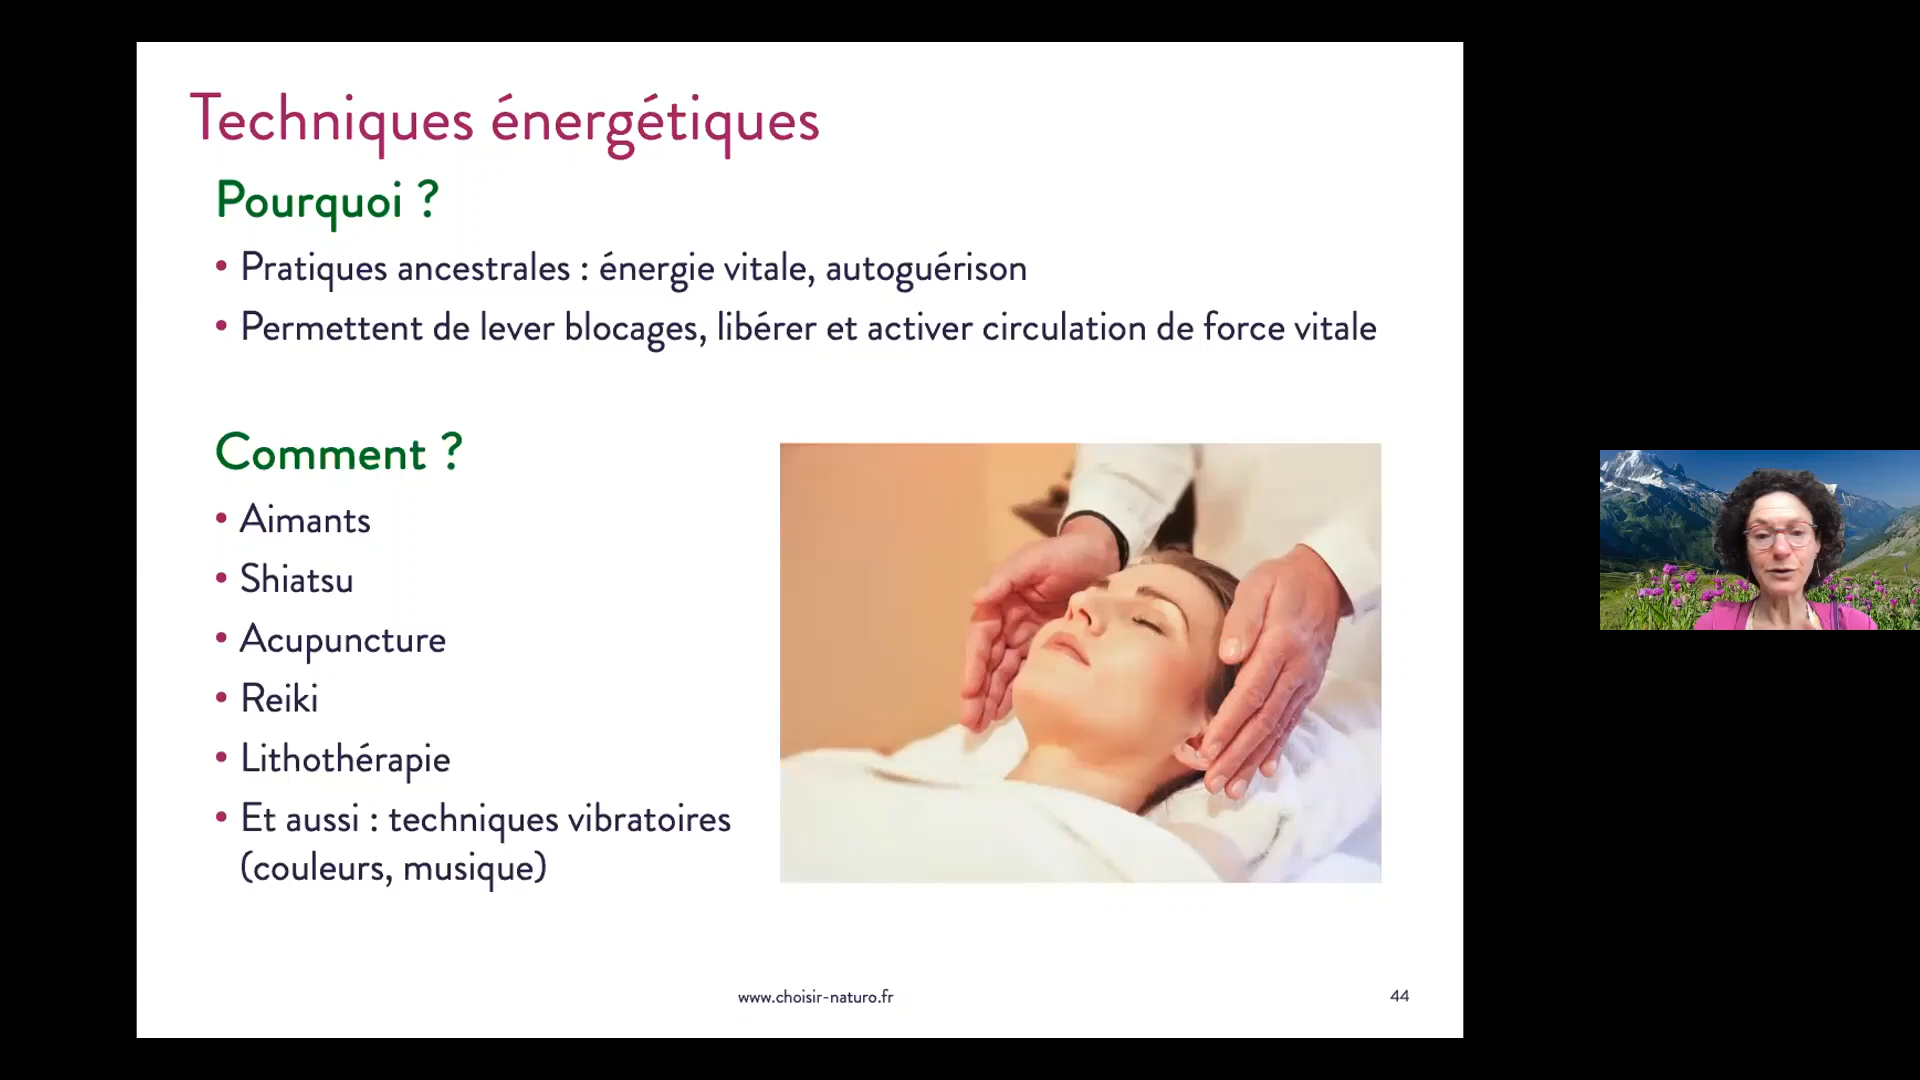 Techniques énergétiques
Pourquoi ?
• Pratiques ancestrales : énergie vitale, autoguérison
• Permettent de lever blocages, libérer et activer circulation de force vitale
Comment ?
• Aimants
• Shiatsu
• Acupuncture
• Reiki
• Lithothérapie
• Et aussi : techniques vibratoires
(couleurs, musique)
www.choisir-naturo.fr
44